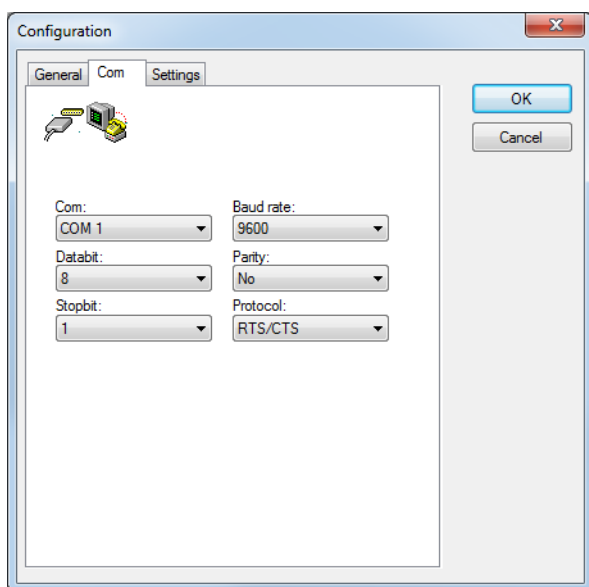 Configuration
General Com Settings
OK
Cancel
Com: Baud rate:
COM 1 9600
Databit: Parity:
8 No
Stopbit: Protocol:
1 RTS/CTS